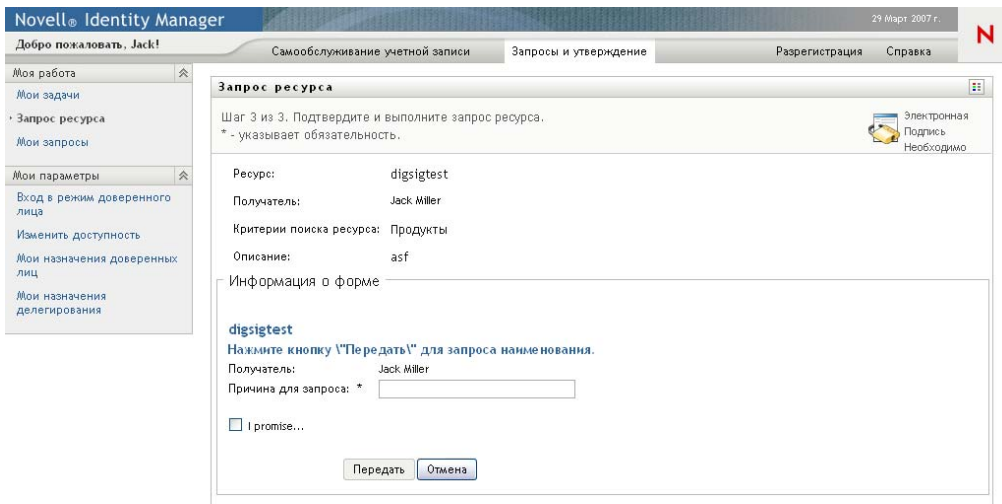 Novell® Identity Manager
29 Март 2007 г.
Добро пожаловать, Jack!
Самообслуживание учетной записи
Запросы и утверждение
Разрегистрация
Справка
N
Моя работа
Мои задачи
Запрос ресурса
Мои запросы
Мои параметры
Вход в режим доверенного
лица
Изменить доступность
Мои назначения доверенных
лиц
Мои назначения
делегирования
Запрос ресурса
Шаг 3 из 3. Подтвердите и выполните запрос ресурса.
* - указывает обязательность.
Электронная
Подпись
Необходимо
Ресурс: digsigtest
Получатель: Jack Miller
Критерии поиска ресурса: Продукты
Описание: asf
Информация о форме
digsigtest
Нажмите кнопку \"Передать\" для запроса наименования.
Получатель: Jack Miller
Причина для запроса: *
I promise...
Передать
Отмена